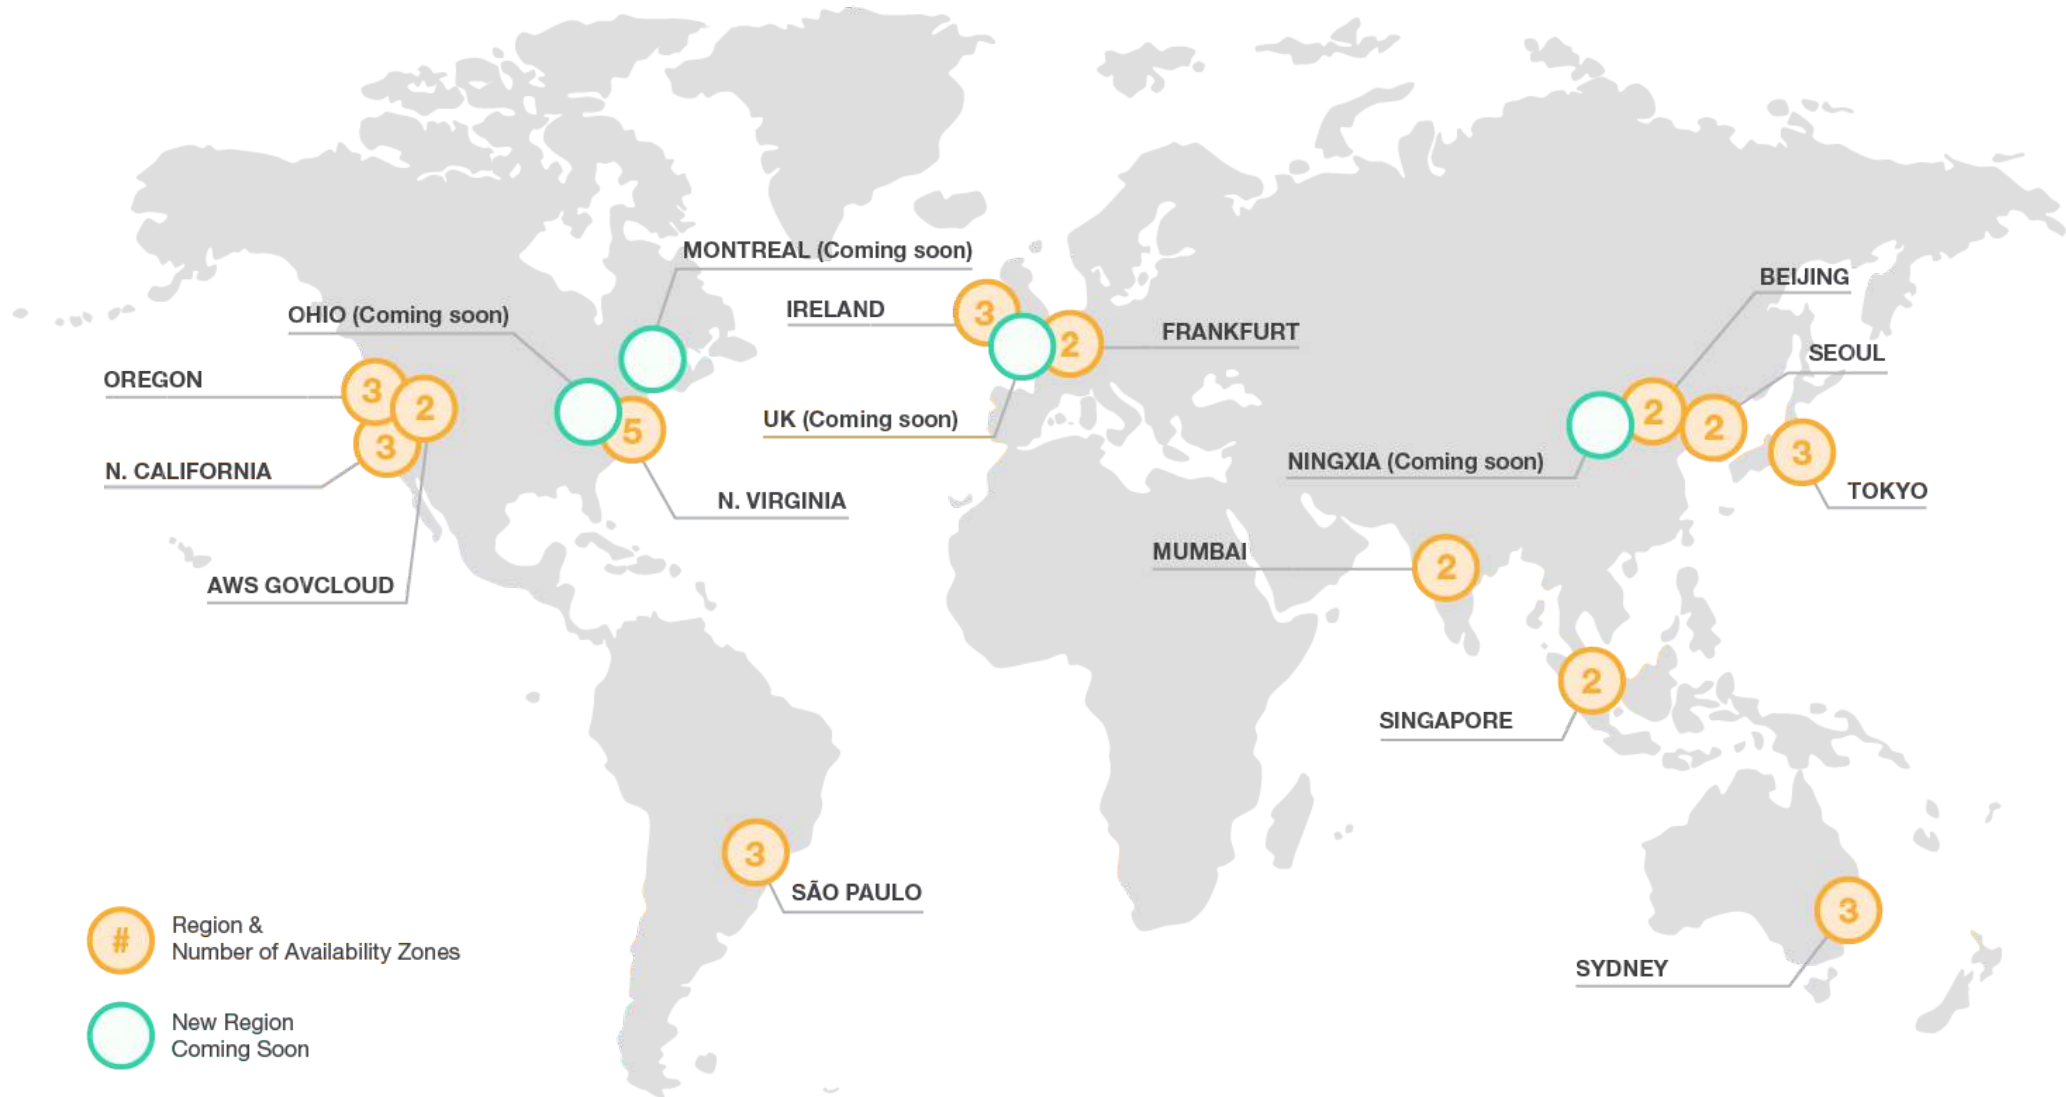 MONTREAL (Coming soon)
BEIJING
IRELAND
3
OHIO (Coming soon)
FRANKFURT
2
SEOUL
OREGON
3
2
UK (Coming soon)
2
2
5
3
N. CALIFORNIA
NINGXIA (Coming soon)
3
TOKYO
N. VIRGINIA
MUMBAI
2
AWS GOVCLOUD
2
SINGAPORE
3
SÃO PAULO
3
SYDNEY
#
Region &
Number of Availability Zones
New Region
Coming Soon